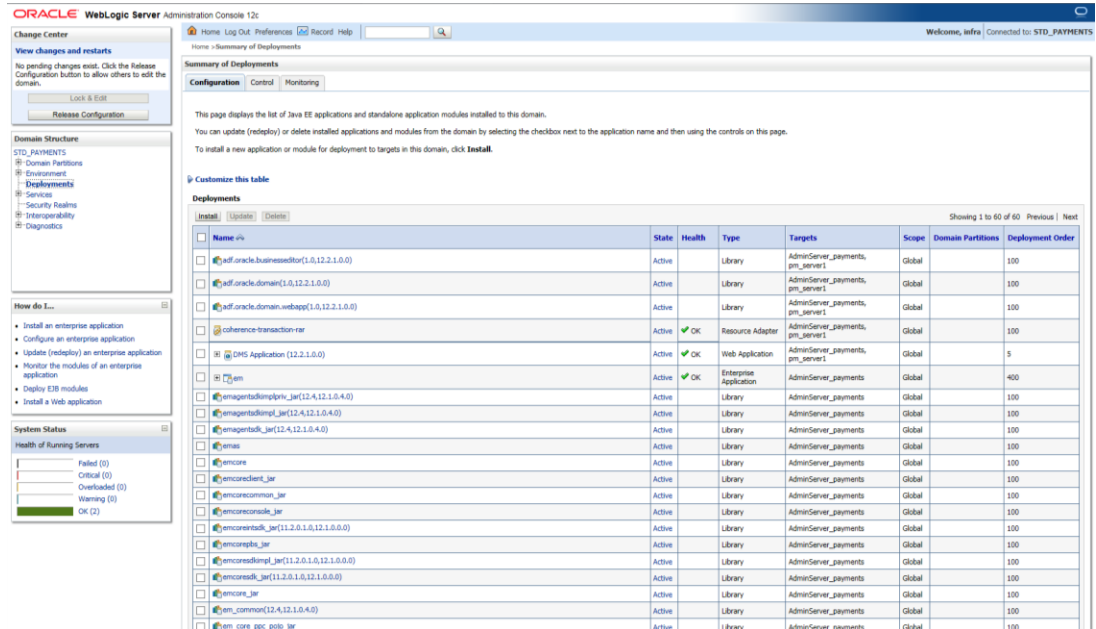 ORACLE WebLogic Server Administration Console 12c
Change Center
View changes and restarts
No pending changes exist. Click the Release
Configuration button to allow others to edit the
domain.
Lock & Edit
Release Configuration
Domain Structure
STD_PAYMENTS
Domain Partitions
Environment
Deployments
Services
Security Realms
Interoperability
Diagnostics
How do I...
Install an enterprise application
Configure an enterprise application
Update (redeploy) an enterprise application
Monitor the modules of an enterprise
application
Deploy EJB modules
Install a Web application
System Status
Health of Running Servers
Failed (0)
Critical (0)
Overloaded (0)
Warning (0)
OK (2)
Home Log Out Preferences Record Help
Welcome, infra Connected to: STD_PAYMENTS
Home >Summary of Deployments
Summary of Deployments
Configuration Control Monitoring
This page displays the list of Java EE applications and standalone application modules installed to this domain.
You can update (redeploy) or delete installed applications and modules from the domain by selecting the checkbox next to the application name and then using the controls on this page.
To install a new application or module for deployment to targets in this domain, click Install.
Customize this table
Deployments
Install Update Delete Showing 1 to 60 of 60 Previous | Next
Name State Health Type Targets Scope Domain Partitions Deployment Order
adf.oracle.businesseditor(1.0,12.2.1.0.0) Active Library AdminServer_payments, pm_server1 Global 100
adf.oracle.domain(1.0,12.2.1.0.0) Active Library AdminServer_payments, pm_server1 Global 100
adf.oracle.domain.webapp(1.0,12.2.1.0.0) Active Library AdminServer_payments, pm_server1 Global 100
coherence-transaction-rar Active OK Resource Adapter AdminServer_payments, pm_server1 Global 100
DMS Application (12.2.1.0.0) Active OK Web Application AdminServer_payments, pm_server1 Global 5
em Active OK Enterprise Application AdminServer_payments Global 400
emagentsdkimplpriv_jar(12.4,12.1.0.4.0) Active Library AdminServer_payments Global 100
emagentsdkimpl_jar(12.4,12.1.0.4.0) Active Library AdminServer_payments Global 100
emagentsdk_jar(12.4,12.1.0.4.0) Active Library AdminServer_payments Global 100
emas Active Library AdminServer_payments Global 100
emcore Active Library AdminServer_payments Global 100
emcoreclient_jar Active Library AdminServer_payments Global 100
emcorecommon_jar Active Library AdminServer_payments Global 100
emcoreconsole_jar Active Library AdminServer_payments Global 100
emcoreintsdk_jar(11.2.0.1.0,12.1.0.0.0) Active Library AdminServer_payments Global 100
emcorepbs_jar Active Library AdminServer_payments Global 100
emcoresdkimpl_jar(11.2.0.1.0,12.1.0.0.0) Active Library AdminServer_payments Global 100
emcoresdk_jar(11.2.0.1.0,12.1.0.0.0) Active Library AdminServer_payments Global 100
emcore_jar Active Library AdminServer_payments Global 100
em_common(12.4,12.1.0.4.0) Active Library AdminServer_payments Global 100
em_core_ppc_pojo_jar Active Library AdminServer_payments Global 100